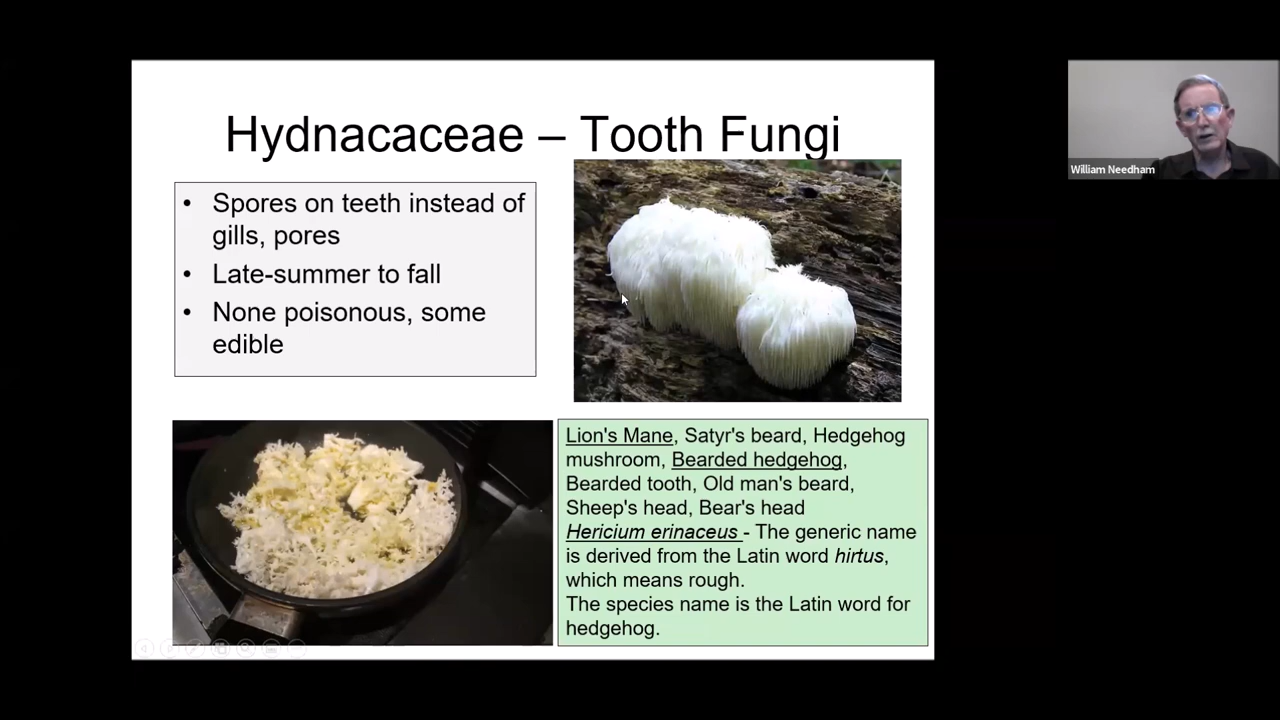 Hydnacaceae – Tooth Fungi
• Spores on teeth instead of
gills, pores
• Late-summer to fall
• None poisonous, some
edible
Lion's Mane, Satyr's beard, Hedgehog
mushroom, Bearded hedgehog,
Bearded tooth, Old man's beard,
Sheep's head, Bear's head
Hericium erinaceus - The generic name
is derived from the Latin word hirtus,
which means rough.
The species name is the Latin word for
hedgehog.
William Needham